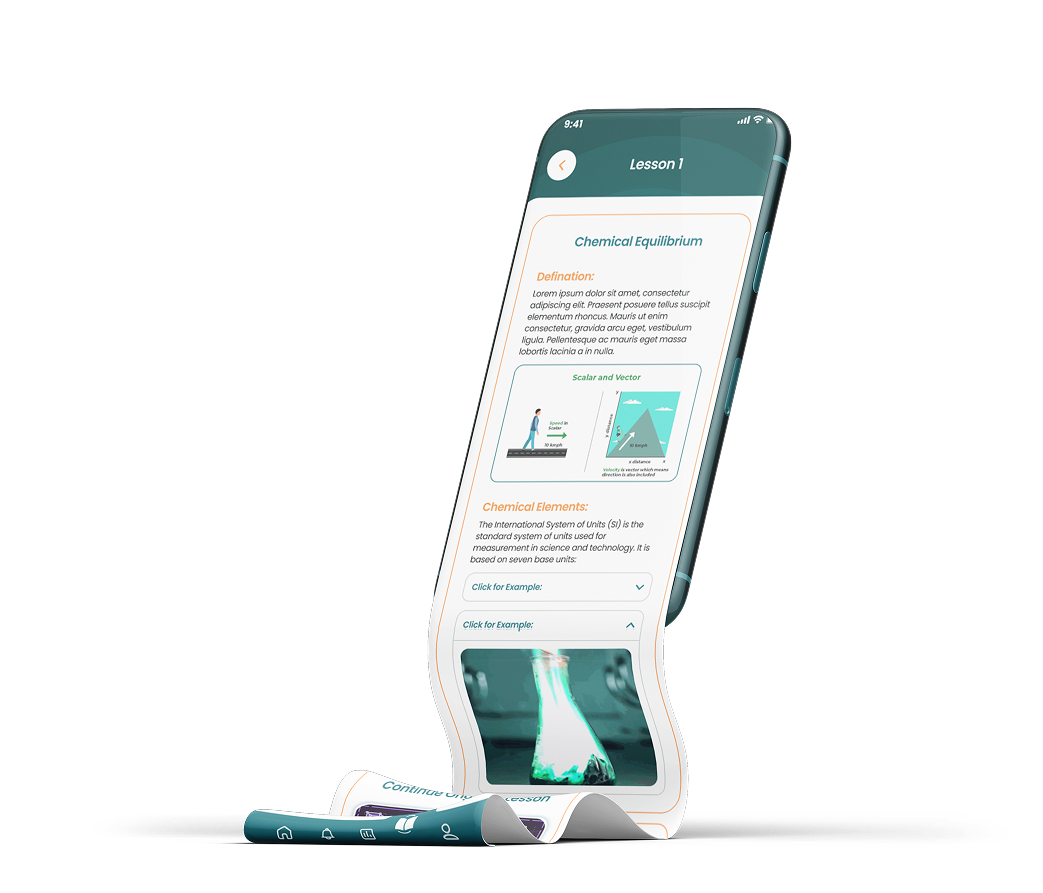 9:41
Lesson 1
Chemical Equilibrium
Defination:
Lorem ipsum dolor sit amet, consectetur
adipiscing elit. Praesent posuere tellus suscipit
elementum rhoncus. Mauris ut enim
consectetur, gravida arcu eget, vestibulum
ligula. Pellentesque ac mauris eget massa
lobortis lacinia a in nulla.
Scalar and Vector
Speed in
Scalar
10 kmph
y
y distance
10 kmph
x distance
x
Velocity is vector which means
direction is also included
Chemical Elements:
The International System of Units (SI) is the
standard system of units used for
measurement in science and technology. It is
based on seven base units:
Click for Example:
Click for Example:
Continue Lesson